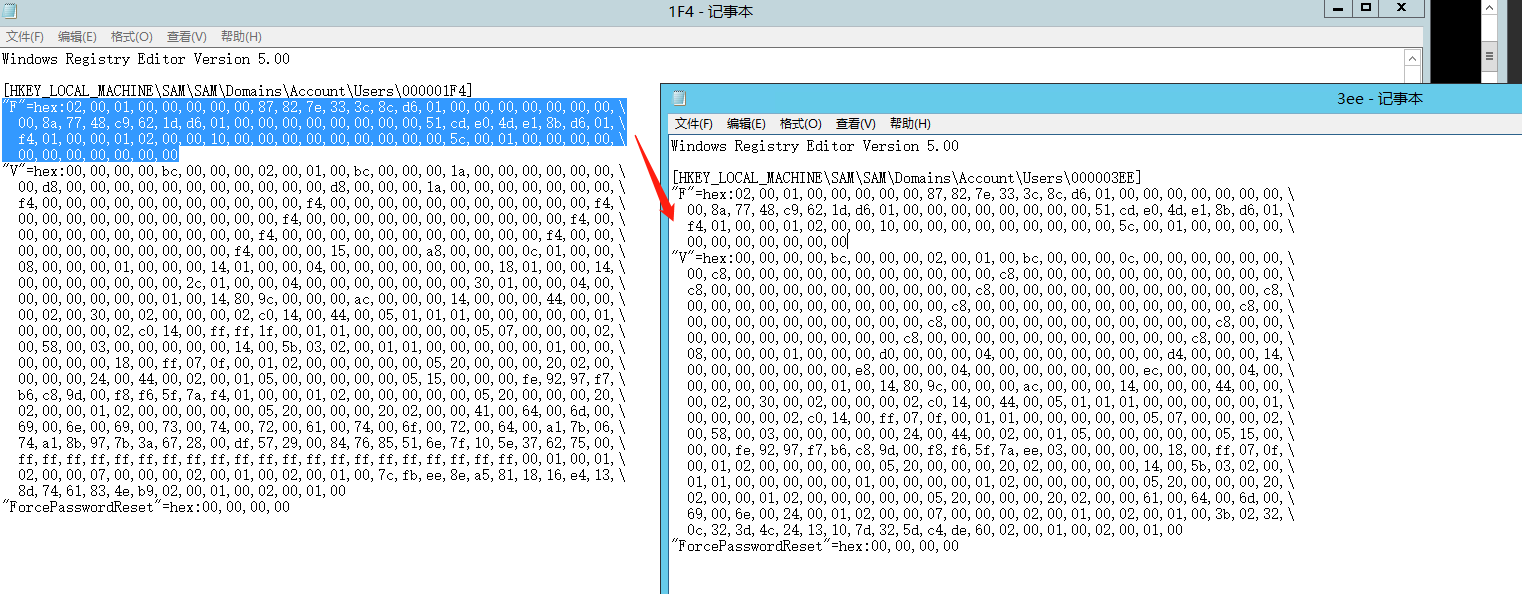 1F4 - 记事本
文件(F) 编辑(E) 格式(O) 查看(V) 帮助(H)
Windows Registry Editor Version 5.00
[HKEY_LOCAL_MACHINE\SAM\SAM\Domains\Account\Users\000001F4]
"F"=hex:02,00,01,00,00,00,00,00,87,82,7e,33,3c,8c,d6,01,00,00,00,00,00,00,00,\
00,8a,77,48,c9,62,1d,d6,01,00,00,00,00,00,00,00,00,51,cd,e0,4d,e1,8b,d6,01,\
f4,01,00,00,01,02,00,00,10,00,00,00,00,00,00,00,00,00,5c,00,01,00,00,00,00,00,\
00,00,00,00,00,00,00
"V"=hex:00,00,00,00,bc,00,00,00,02,00,01,00,bc,00,00,00,1a,00,00,00,00,00,00,\
00,d8,00,00,00,00,00,00,00,00,00,00,00,d8,00,00,00,1a,00,00,00,00,00,00,00,\
f4,00,00,00,00,00,00,00,00,00,00,00,f4,00,00,00,00,00,00,00,00,00,00,00,f4,\
00,00,00,00,00,00,00,00,00,00,00,f4,00,00,00,00,00,00,00,00,00,00,00,f4,00,\
00,00,00,00,00,00,00,00,00,00,f4,00,00,00,00,00,00,00,00,00,00,00,f4,00,00,\
00,00,00,00,00,00,00,00,00,f4,00,00,00,15,00,00,00,a8,00,00,00,0c,01,00,00,\
08,00,00,00,01,00,00,00,14,01,00,00,04,00,00,00,00,00,00,00,18,01,00,00,14,\
00,00,00,00,00,00,00,2c,01,00,00,04,00,00,00,00,00,00,00,30,01,00,00,04,00,\
00,00,00,00,00,00,01,00,14,80,9c,00,00,00,ac,00,00,00,14,00,00,00,44,00,00,\
00,02,00,30,00,02,00,00,00,02,c0,14,00,44,00,05,01,01,01,00,00,00,00,00,01,\
00,00,00,00,02,c0,14,00,ff,ff,1f,00,01,01,00,00,00,00,00,05,07,00,00,00,02,\
00,58,00,03,00,00,00,00,00,14,00,5b,03,02,00,01,01,00,00,00,00,00,01,00,00,\
00,00,00,00,18,00,ff,07,0f,00,01,02,00,00,00,00,00,05,20,00,00,00,20,02,00,\
00,00,00,24,00,44,00,02,00,01,05,00,00,00,00,00,05,15,00,00,00,fe,92,97,f7,\
b6,c8,9d,00,f8,f6,5f,7a,f4,01,00,00,01,02,00,00,00,00,00,05,20,00,00,00,20,\
02,00,00,01,02,00,00,00,00,00,05,20,00,00,00,20,02,00,00,41,00,64,00,6d,00,\
69,00,6e,00,69,00,73,00,74,00,72,00,61,00,74,00,6f,00,72,00,64,00,a1,7b,06,\
74,a1,8b,97,7b,3a,67,28,00,df,57,29,00,84,76,85,51,6e,7f,10,5e,37,62,75,00,\
ff,ff,ff,ff,ff,ff,ff,ff,ff,ff,ff,ff,ff,ff,ff,ff,ff,ff,ff,ff,00,01,00,01,\
02,00,00,07,00,00,00,02,00,01,00,02,00,01,00,7c,fb,ee,8e,a5,81,18,16,e4,13,\
8d,74,61,83,4e,b9,02,00,01,00,02,00,01,00
"ForcePasswordReset"=hex:00,00,00,00
3ee - 记事本
文件(F) 编辑(E) 格式(O) 查看(V) 帮助(H)
Windows Registry Editor Version 5.00
[HKEY_LOCAL_MACHINE\SAM\SAM\Domains\Account\Users\000003EE]
"F"=hex:02,00,01,00,00,00,00,00,87,82,7e,33,3c,8c,d6,01,00,00,00,00,00,00,00,\
00,8a,77,48,c9,62,1d,d6,01,00,00,00,00,00,00,00,00,51,cd,e0,4d,e1,8b,d6,01,\
f4,01,00,00,01,02,00,00,10,00,00,00,00,00,00,00,00,00,5c,00,01,00,00,00,00,00,\
00,00,00,00,00,00,00
"V"=hex:00,00,00,00,bc,00,00,00,02,00,01,00,bc,00,00,00,0c,00,00,00,00,00,00,\
00,c8,00,00,00,00,00,00,00,00,00,00,00,c8,00,00,00,00,00,00,00,00,00,00,00,\
c8,00,00,00,00,00,00,00,00,00,00,00,c8,00,00,00,00,00,00,00,00,00,00,00,c8,\
00,00,00,00,00,00,00,00,00,00,00,c8,00,00,00,00,00,00,00,00,00,00,00,c8,00,\
00,00,00,00,00,00,00,00,00,00,c8,00,00,00,00,00,00,00,00,00,00,00,c8,00,00,\
00,00,00,00,00,00,00,00,00,c8,00,00,00,00,00,00,00,00,00,00,00,c8,00,00,00,\
08,00,00,00,01,00,00,00,d0,00,00,00,04,00,00,00,00,00,00,00,d4,00,00,00,14,\
00,00,00,00,00,00,00,e8,00,00,00,04,00,00,00,00,00,00,00,ec,00,00,00,04,00,\
00,00,00,00,00,00,01,00,14,80,9c,00,00,00,ac,00,00,00,14,00,00,00,44,00,00,\
00,02,00,30,00,02,00,00,00,02,c0,14,00,44,00,05,01,01,01,00,00,00,00,00,01,\
00,00,00,00,02,c0,14,00,ff,07,0f,00,01,01,00,00,00,00,00,05,07,00,00,00,02,\
00,58,00,03,00,00,00,00,00,24,00,44,00,02,00,01,05,00,00,00,00,00,05,15,00,\
00,00,fe,92,97,f7,b6,c8,9d,00,f8,f6,5f,7a,ee,03,00,00,00,00,18,00,ff,07,0f,\
00,01,02,00,00,00,00,00,05,20,00,00,00,20,02,00,00,00,00,14,00,5b,03,02,00,\
01,01,00,00,00,00,00,01,00,00,00,00,01,02,00,00,00,00,00,05,20,00,00,00,20,\
02,00,00,01,02,00,00,00,00,00,05,20,00,00,00,20,02,00,00,61,00,64,00,6d,00,\
69,00,6e,00,24,00,01,02,00,00,07,00,00,00,02,00,01,00,02,00,01,00,3b,02,32,\
0c,32,3d,4c,24,13,10,7d,32,5d,c4,de,60,02,00,01,00,02,00,01,00
"ForcePasswordReset"=hex:00,00,00,00